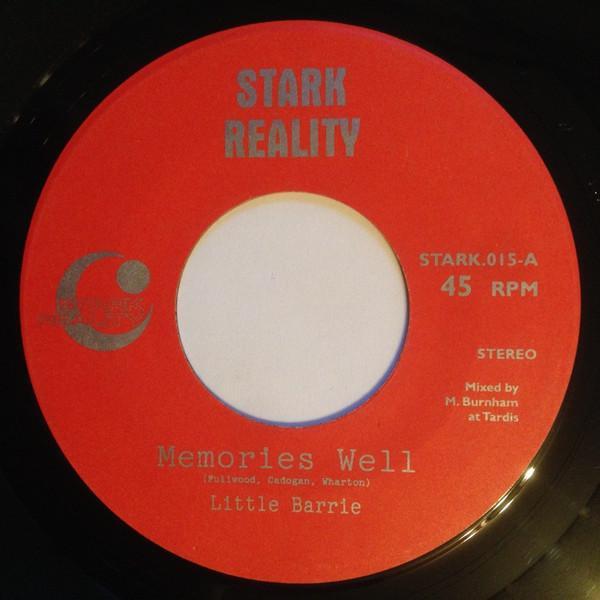 STARK
REALITY
STARK.015-A
45 RPM
STEREO
Mixed by
M. Burnham
at Tardis
Memories Well
(Fullwood, Cadogan, Wharton)
Little Barrie